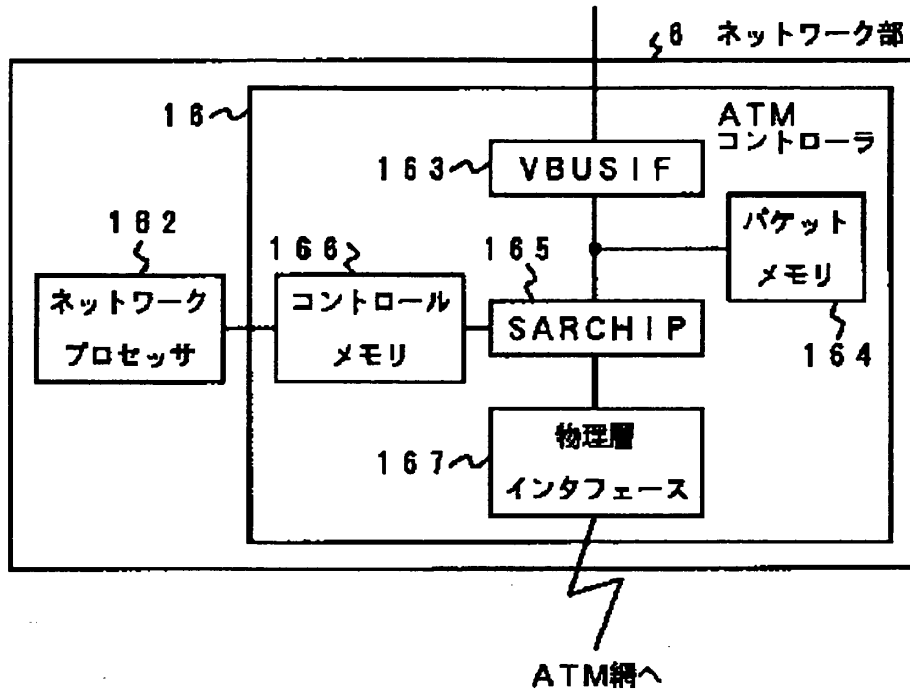 6 ネットワーク部
16
ATM
コントローラ
163
VBUSIF
162
166
165
パケット
メモリ
ネットワーク
プロセッサ
コントロール
メモリ
SARCHIP
164
167
物理層
インタフェース
ATM網へ